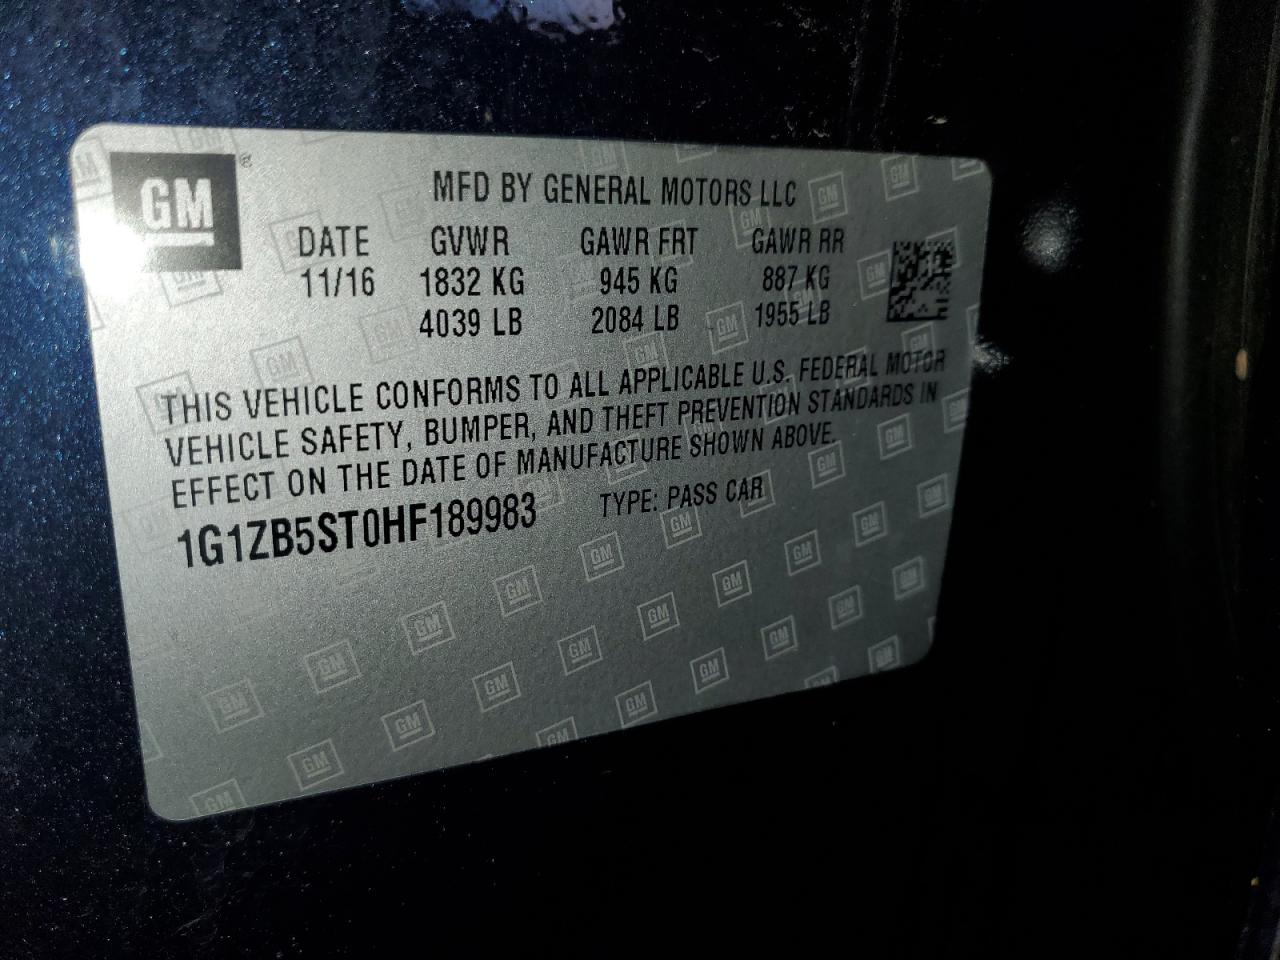 GM®
MFD BY GENERAL MOTORS LLC
DATE GVWR GAWR FRT GAWR RR
11/16 1832 KG 945 KG 887 KG
4039 LB 2084 LB 1955 LB
THIS VEHICLE CONFORMS TO ALL APPLICABLE U.S. FEDERAL MOTOR
VEHICLE SAFETY, BUMPER, AND THEFT PREVENTION STANDARDS IN
EFFECT ON THE DATE OF MANUFACTURE SHOWN ABOVE.
1G1ZB5ST0HF189983 TYPE: PASS CAR